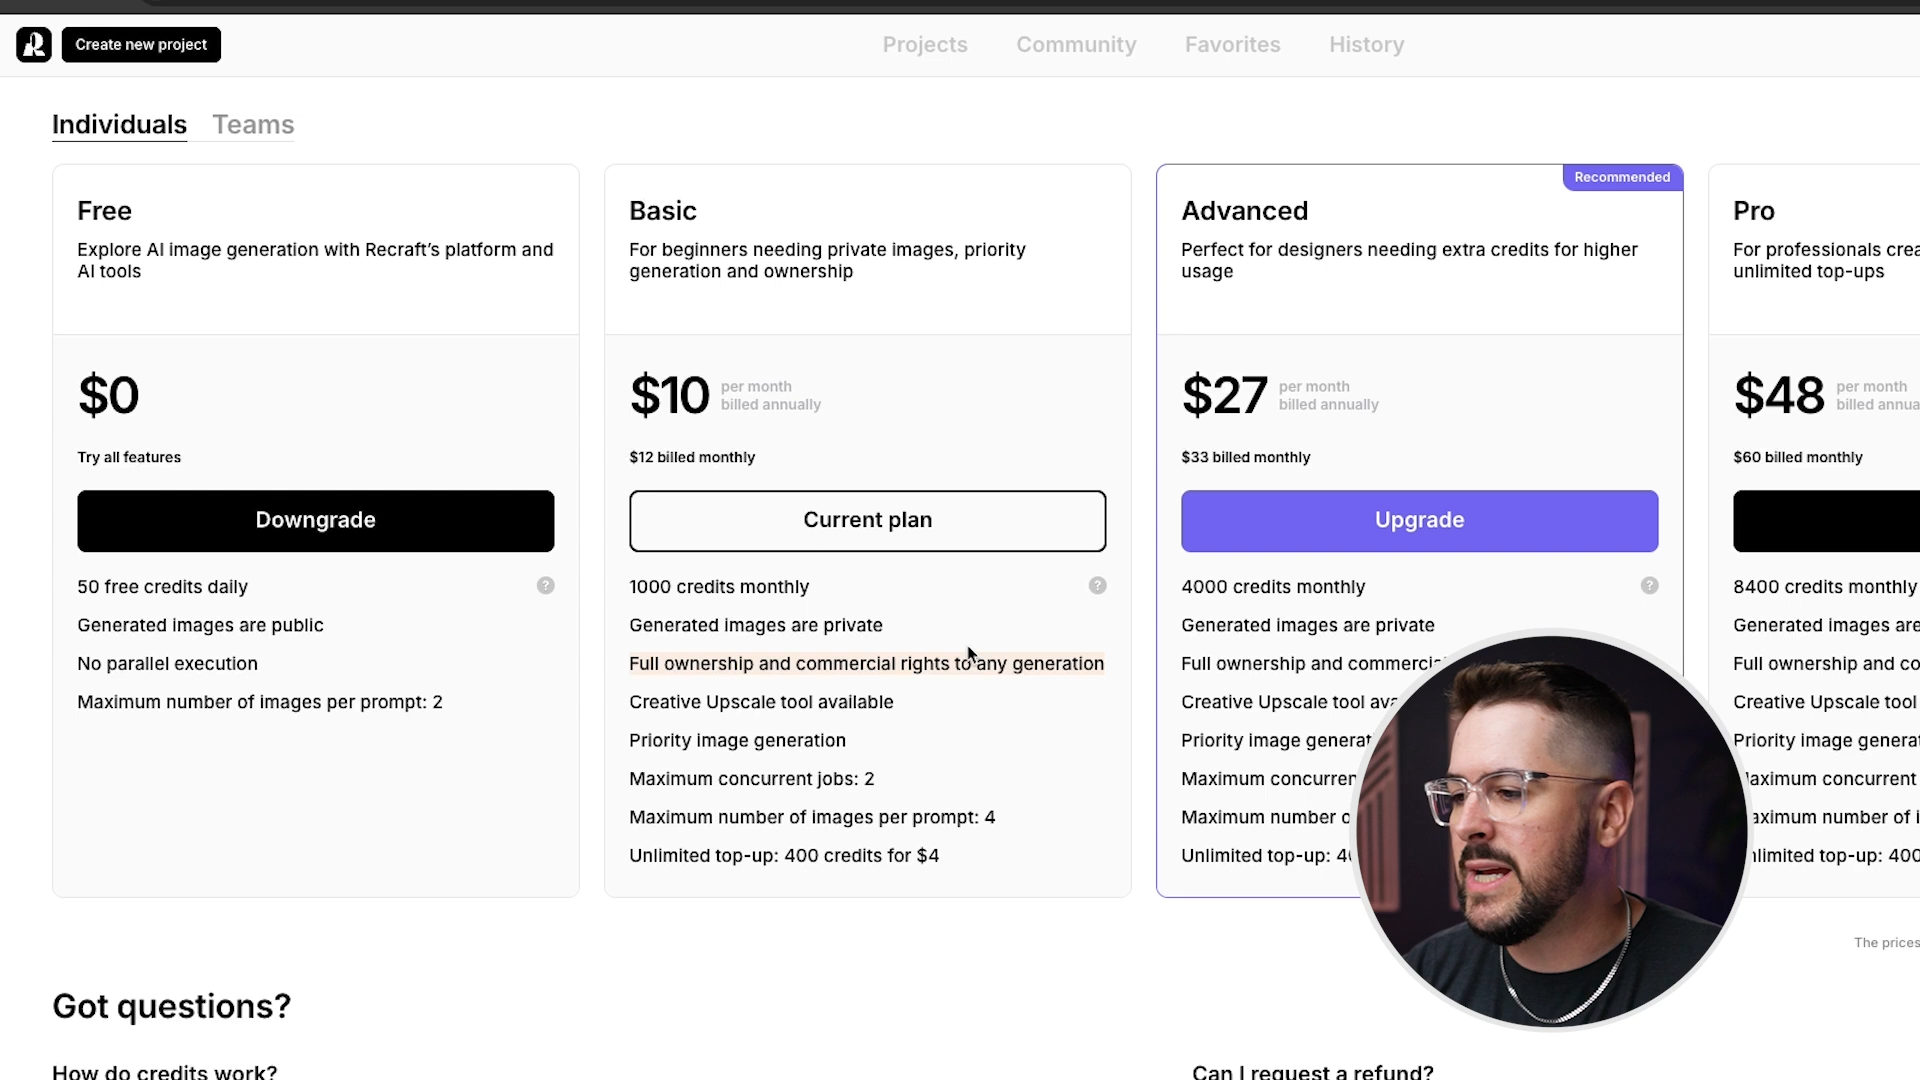 Create new project
Projects
Community
Favorites
History
Individuals
Teams
Free
Explore AI image generation with Recraft’s platform and
AI tools
$0
Try all features
Downgrade
50 free credits daily
?
Generated images are public
No parallel execution
Maximum number of images per prompt: 2
Basic
For beginners needing private images, priority
generation and ownership
$10
per month
billed annually
$12 billed monthly
Current plan
1000 credits monthly
?
Generated images are private
Full ownership and commercial rights to any generation
Creative Upscale tool available
Priority image generation
Maximum concurrent jobs: 2
Maximum number of images per prompt: 4
Unlimited top-up: 400 credits for $4
Recommended
Advanced
Perfect for designers needing extra credits for higher
usage
$27
per month
billed annually
$33 billed monthly
Upgrade
4000 credits monthly
?
Generated images are private
Full ownership and
Creative Upscale tool
Priority image
Maximum
Maximum number
Unlimited top-up:
Pro
For professionals
unlimited top-ups
$48
per month
billed
$60 billed monthly
8400 credits monthly
Generated images
Full ownership and
Creative Upscale tool
Priority image
concurrent
number of
top-up:
The prices
Got questions?
How do credits work?
Can I request a refund?